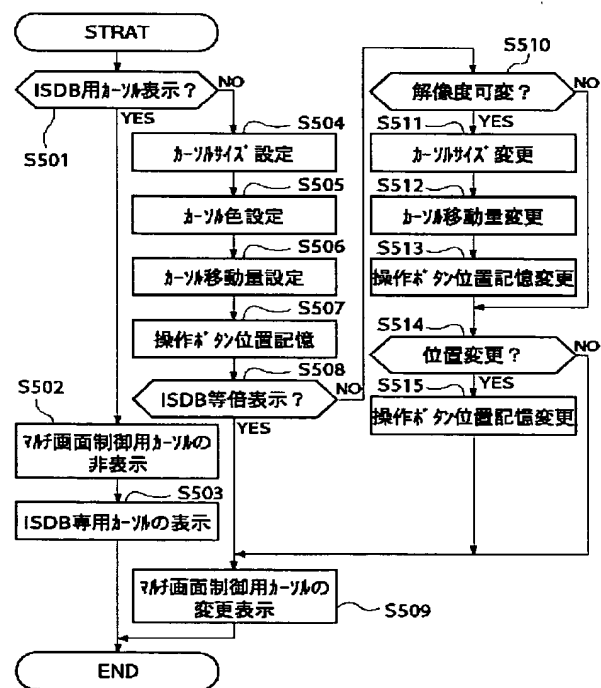 STRAT
ISDB用ｶｰｿﾙ表示？
NO
YES
S501
S504
ｶｰｿﾙｻｲｽﾞ設定
S505
ｶｰｿﾙ色設定
S506
ｶｰｿﾙ移動量設定
S507
操作ﾎﾞﾀﾝ位置記憶
S508
ISDB等倍表示？
NO
YES
S502
ﾏﾙﾁ画面制御用ｶｰｿﾙの
非表示
S503
ISDB専用ｶｰｿﾙの表示
S510
解像度可変？
NO
YES
S511
ｶｰｿﾙｻｲｽﾞ変更
S512
ｶｰｿﾙ移動量変更
S513
操作ﾎﾞﾀﾝ位置記憶変更
S514
位置変更？
NO
YES
S515
操作ﾎﾞﾀﾝ位置記憶変更
ﾏﾙﾁ画面制御用ｶｰｿﾙの
変更表示
S509
END